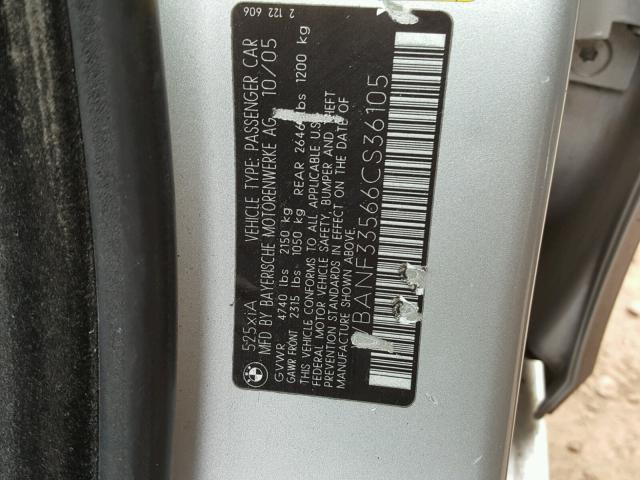 525xiA VEHICLE TYPE: PASSENGER CAR
MFD BY BAYERISCHE MOTORENWERKE AG 10/05
GVWR 4740 lbs 2150 kg
GAWR FRONT 2315 lbs 1050 kg REAR 2646 lbs 1200 kg
THIS VEHICLE CONFORMS TO ALL APPLICABLE U.S.
FEDERAL MOTOR VEHICLE SAFETY, BUMPER AND THEFT
PREVENTION STANDARDS IN EFFECT ON THE DATE OF
MANUFACTURE SHOWN ABOVE.
BANF33566CS36105
2 122 606
BMW